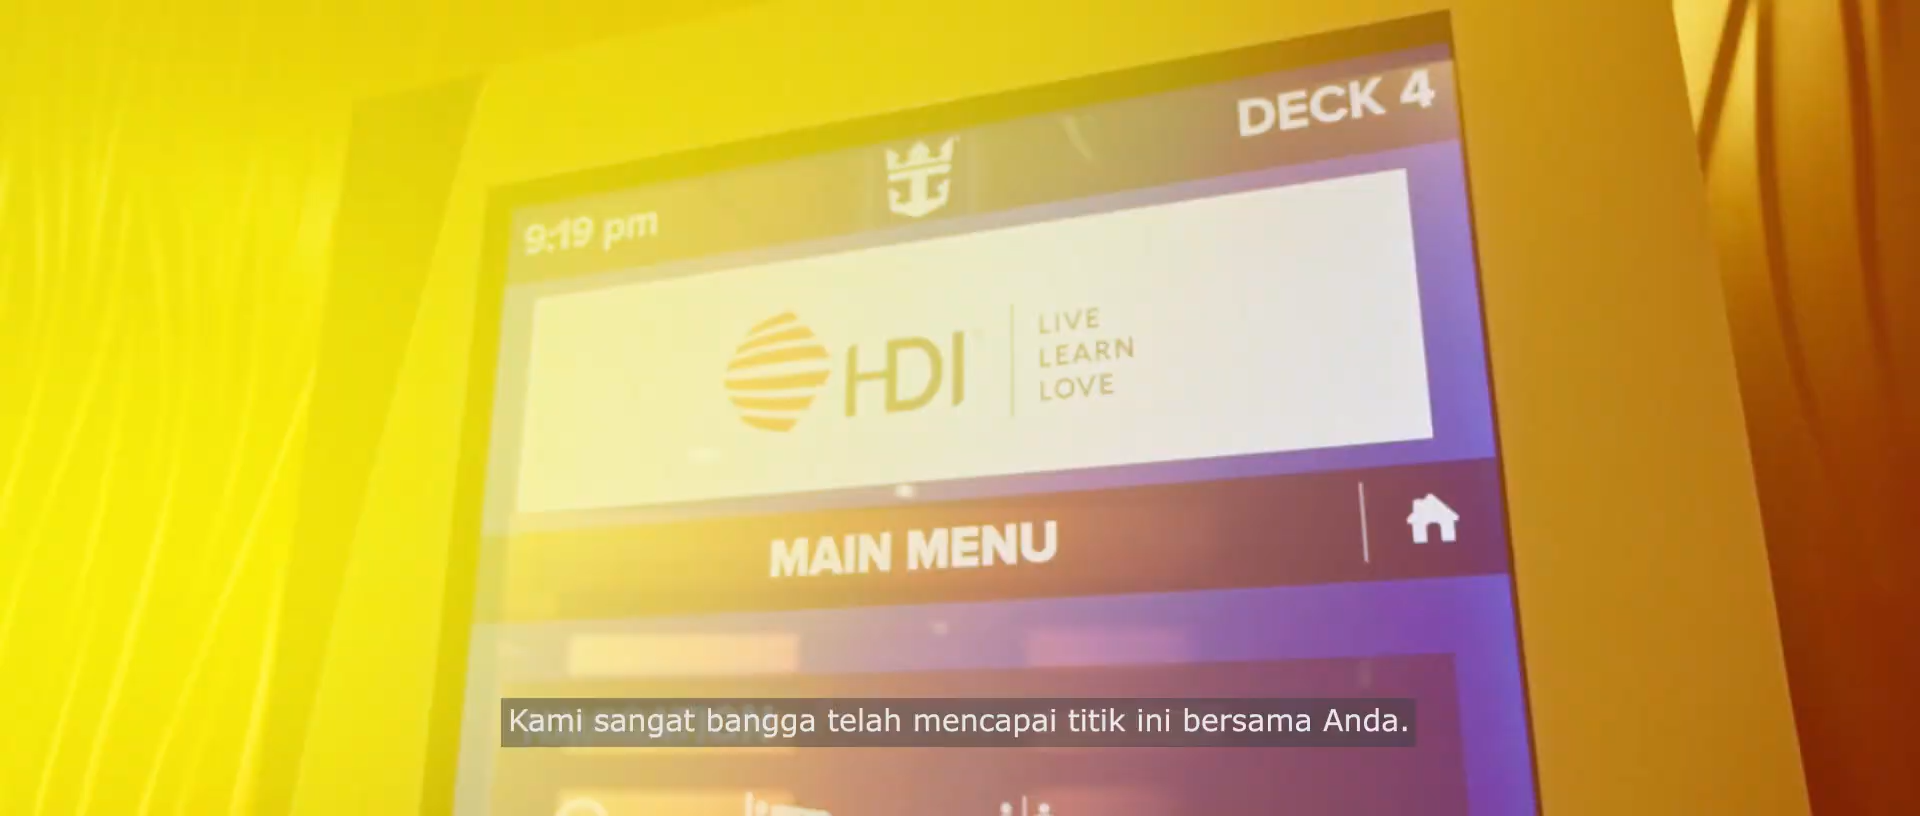 DECK 4
9:19 pm
HDI
LIVE
LEARN
LOVE
MAIN MENU
Kami sangat bangga telah mencapai titik ini bersama Anda.